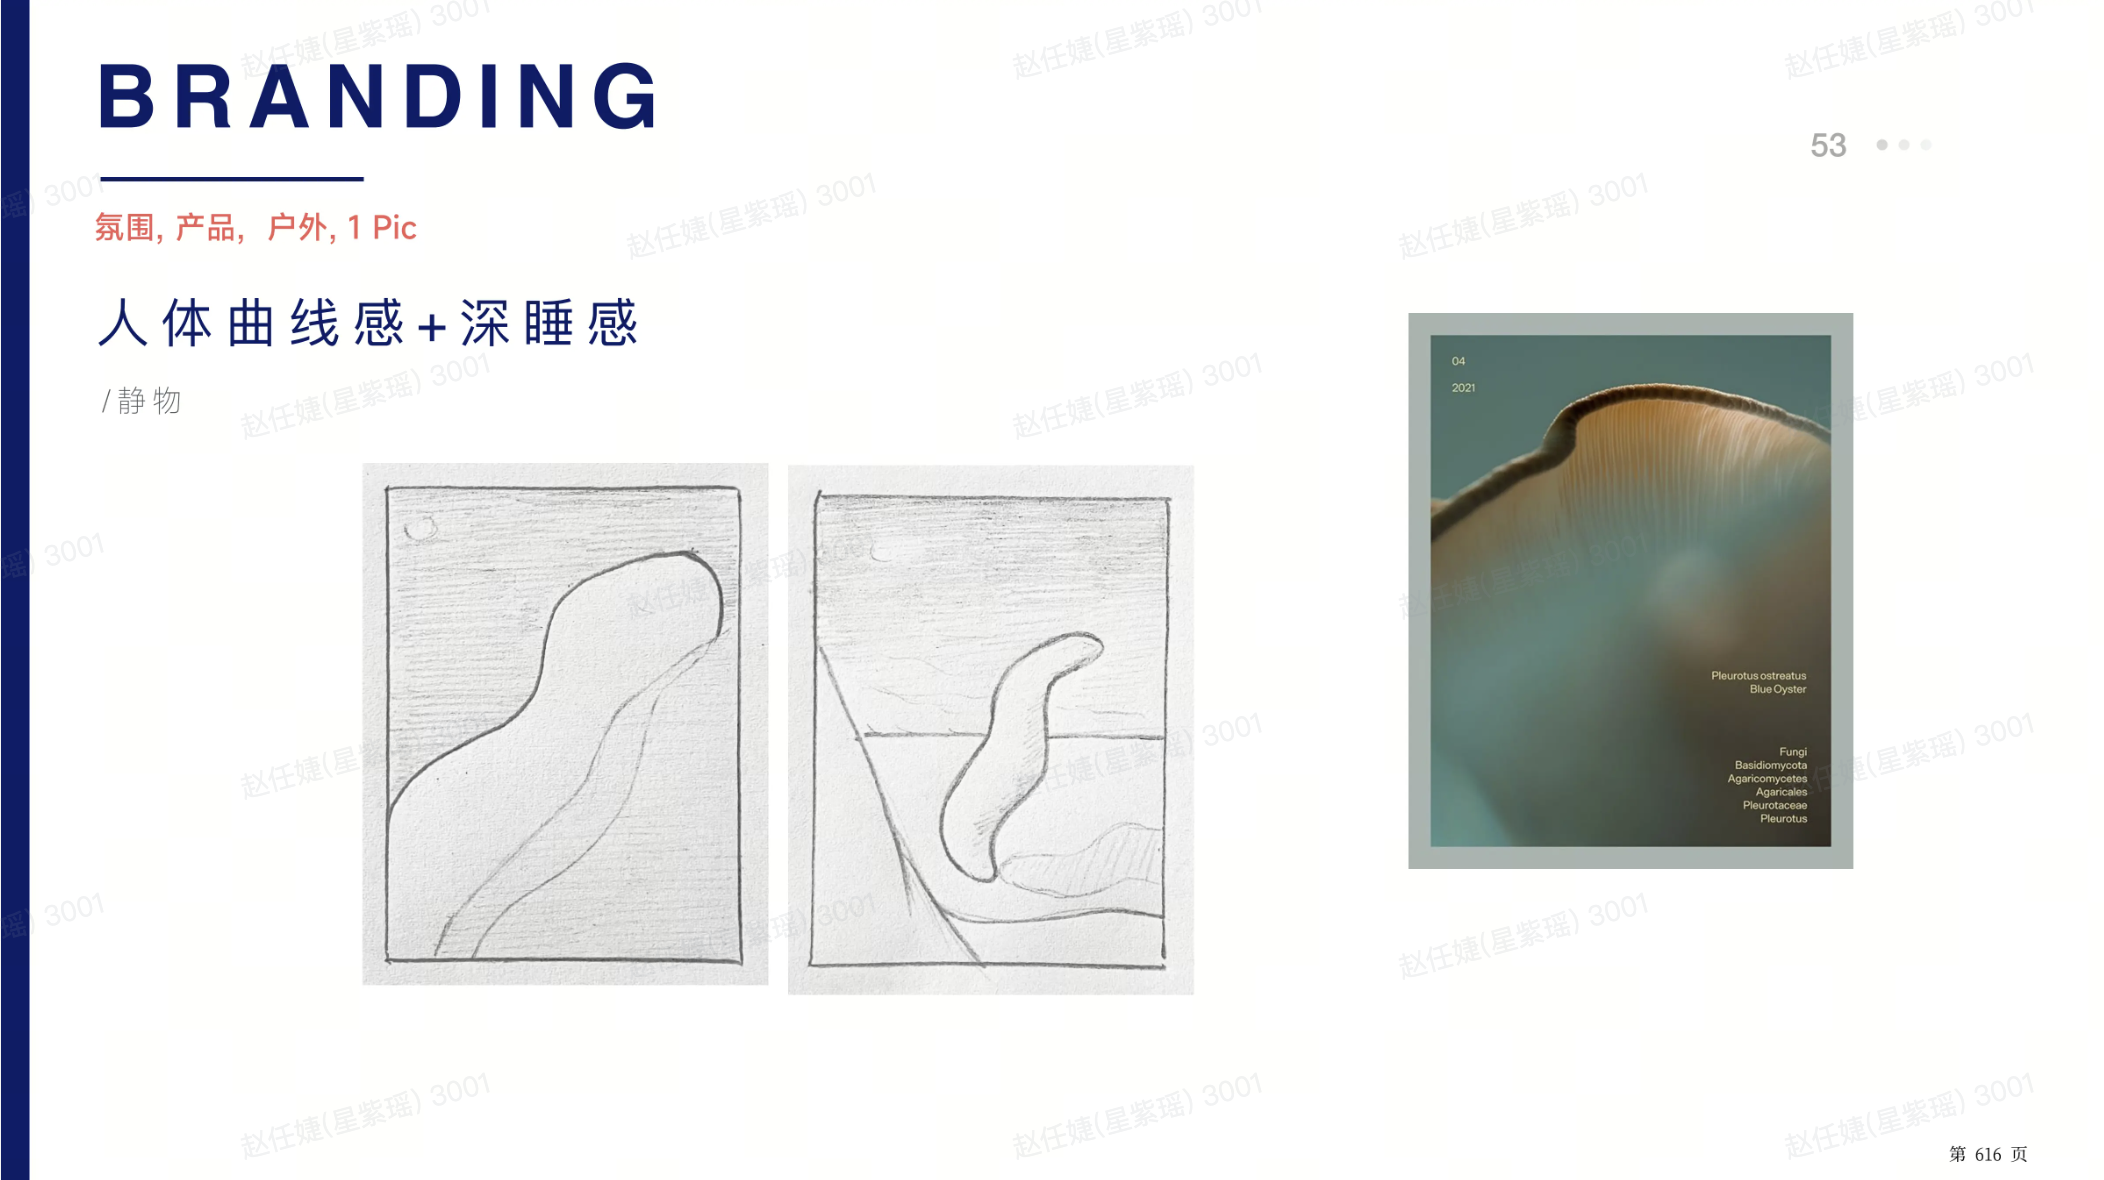 BRANDING
53
氛围, 产品, 户外, 1 Pic
人体曲线感+深睡感
/静物
04
2021
Pleurotus ostreatus
Blue Oyster
Fungi
Basidiomycota
Agaricomycetes
Agaricales
Pleurotaceae
Pleurotus
赵任婕(星紫瑶) 3001
第 616 页